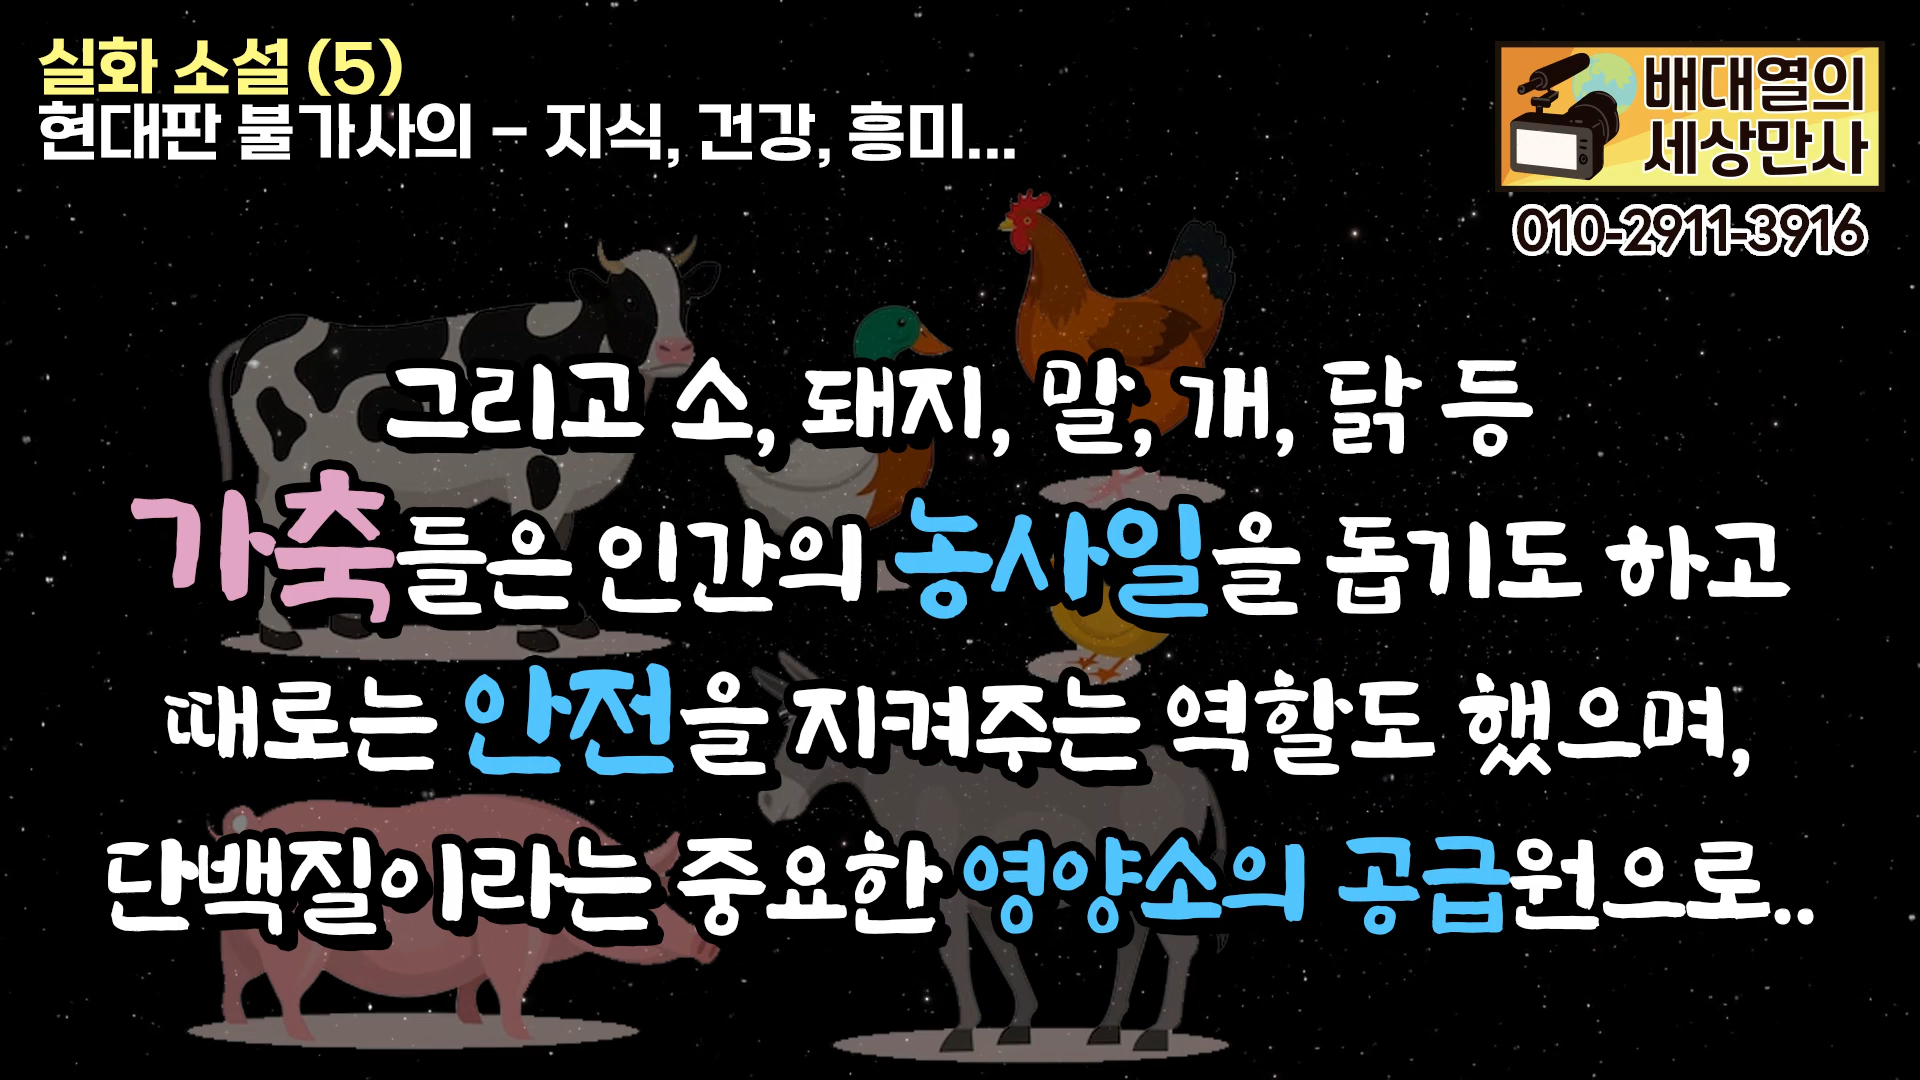 실화 소설 (5)
현대판 불가사의 – 지식, 건강, 흥미...
배대열의
세상만사
010-2911-3916
그리고 소, 돼지, 말, 개, 닭 등
가축들은 인간의 농사일을 돕기도 하고
때로는 안전을 지켜주는 역할도 했으며,
단백질이라는 중요한 영양소의 공급원으로..